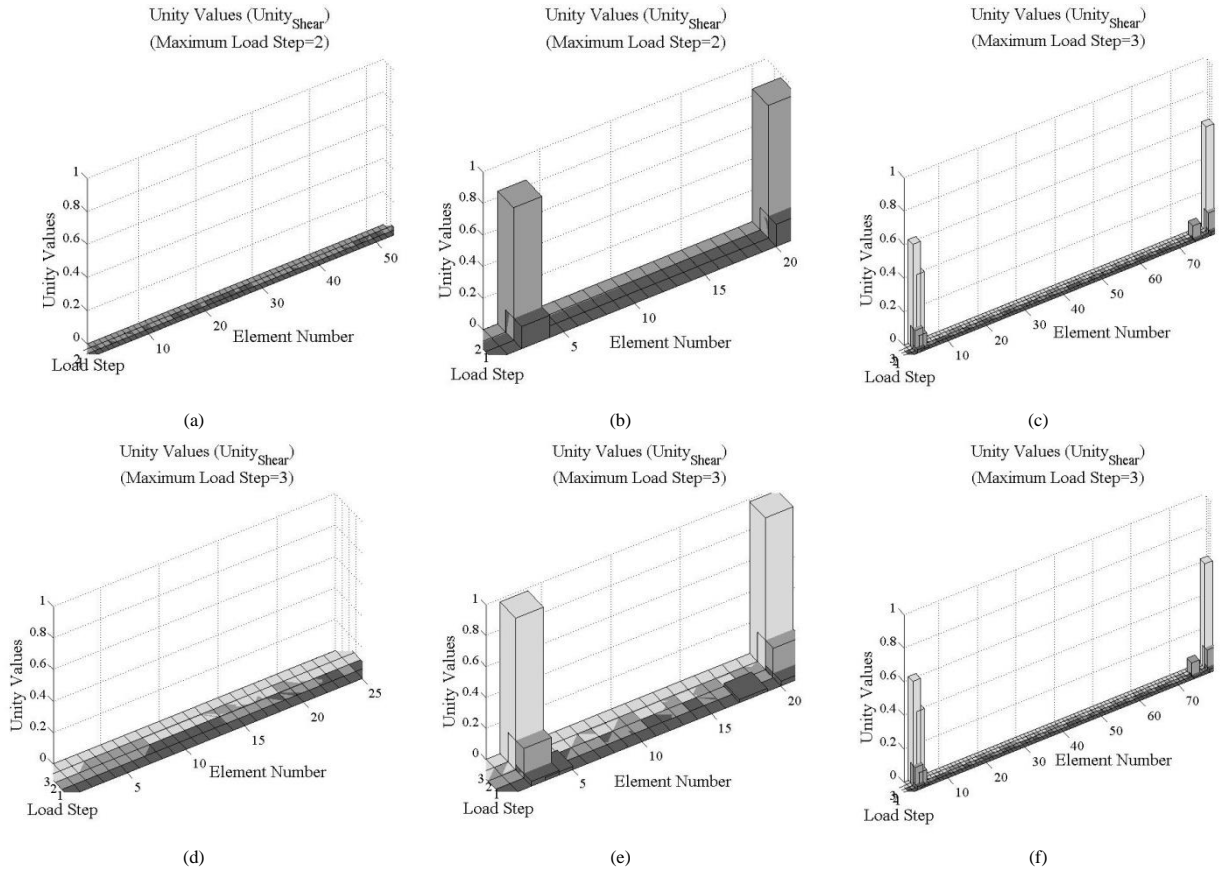 Unity Values (Unity_Shear)
(Maximum Load Step=2)
1
0.8
0.6
0.4
0.2
0
Unity Values
2
Load Step
10
20
30
40
50
Element Number
(a)
Unity Values (Unity_Shear)
(Maximum Load Step=2)
1
0.8
0.6
0.4
0.2
0
Unity Values
2
1
Load Step
5
10
15
20
Element Number
(b)
Unity Values (Unity_Shear)
(Maximum Load Step=3)
1
0.8
0.6
0.4
0.2
0
Unity Values
3
Load Step
10
20
30
40
50
60
70
Element Number
(c)
Unity Values (Unity_Shear)
(Maximum Load Step=3)
1
0.8
0.6
0.4
0.2
0
Unity Values
3
2
1
Load Step
5
10
15
20
25
Element Number
(d)
Unity Values (Unity_Shear)
(Maximum Load Step=3)
1
0.8
0.6
0.4
0.2
0
Unity Values
3
2
1
Load Step
5
10
15
20
Element Number
(e)
Unity Values (Unity_Shear)
(Maximum Load Step=3)
1
0.8
0.6
0.4
0.2
0
Unity Values
3
Load Step
10
20
30
40
50
60
70
Element Number
(f)